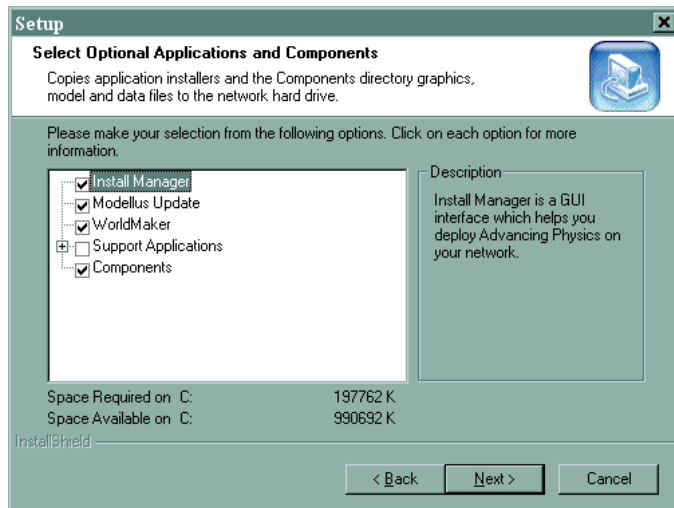 Setup
Select Optional Applications and Components
Copies application installers and the Components directory graphics,
model and data files to the network hard drive.
Please make your selection from the following options. Click on each option for more
information.
Install Manager
Modellus Update
WorldMaker
Support Applications
Components
Description
Install Manager is a GUI
interface which helps you
deploy Advancing Physics on
your network.
Space Required on C: 197762 K
Space Available on C: 990692 K
InstallShield
< Back
Next >
Cancel